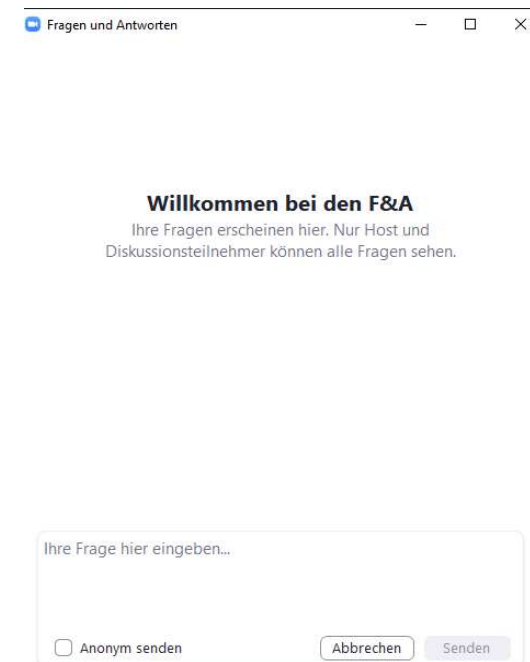 Fragen und Antworten
Willkommen bei den F&A
Ihre Fragen erscheinen hier. Nur Host und
Diskussionsteilnehmer können alle Fragen sehen.
Ihre Frage hier eingeben...
Anonym senden
Abbrechen
Senden